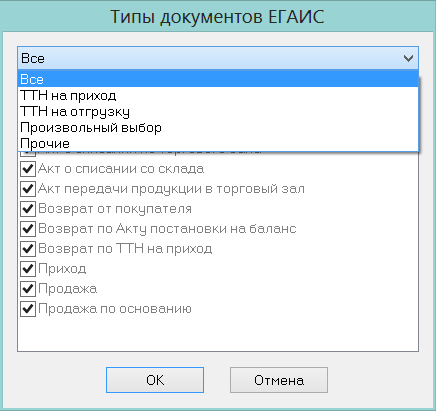 Типы документов ЕГАИС
Все
Все
ТТН на приход
ТТН на отгрузку
Произвольный выбор
Прочие
Акт о списании со склада
Акт передачи продукции в торговый зал
Возврат от покупателя
Возврат по Акту постановки на баланс
Возврат по ТТН на приход
Приход
Продажа
Продажа по основанию
OK
Отмена